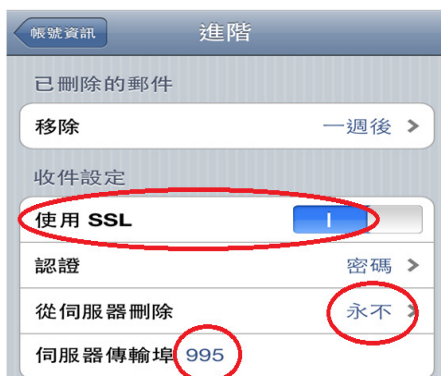 帳號資訊 進階
已刪除的郵件
移除 一週後
收件設定
使用 SSL
認證 密碼
從伺服器刪除 永不
伺服器傳輸埠 995